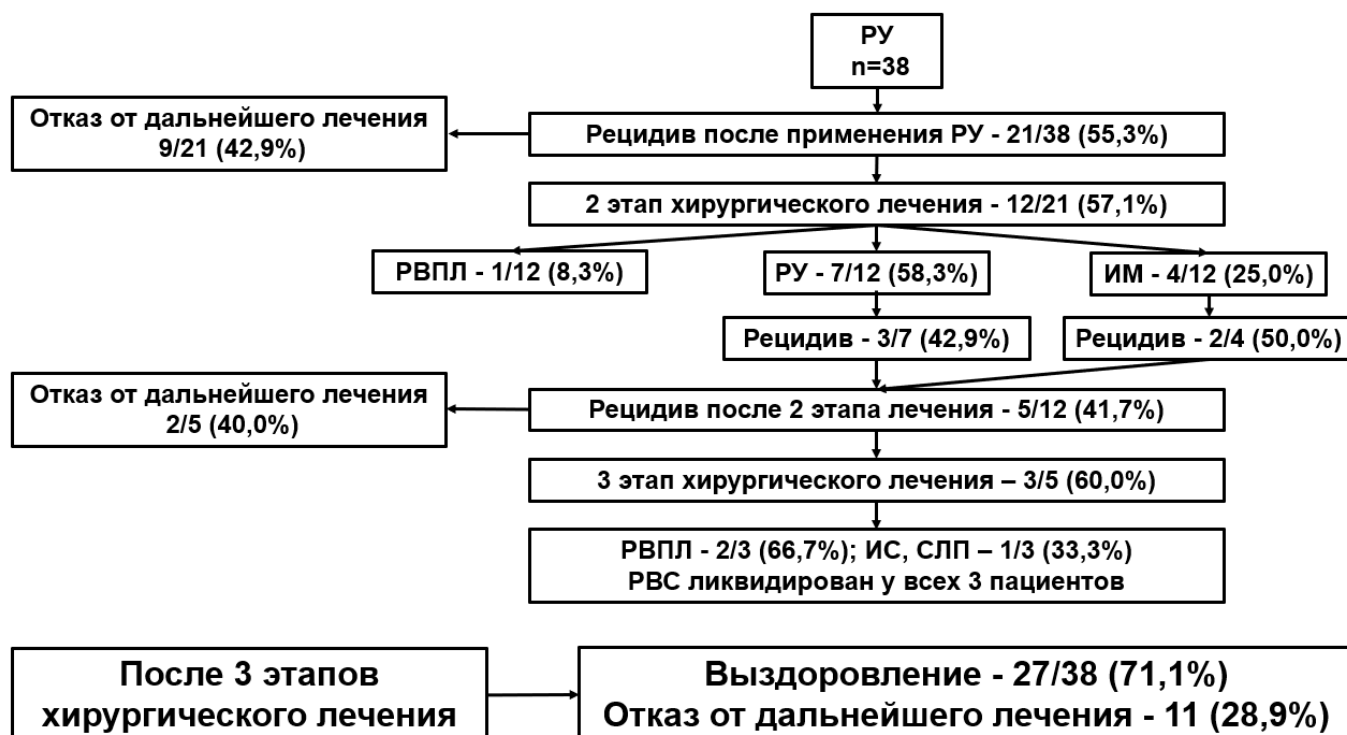 РУ
n=38
Отказ от дальнейшего лечения
9/21 (42,9%)
Рецидив после применения РУ - 21/38 (55,3%)
2 этап хирургического лечения - 12/21 (57,1%)
РВПЛ - 1/12 (8,3%)
РУ - 7/12 (58,3%)
ИМ - 4/12 (25,0%)
Рецидив - 3/7 (42,9%)
Рецидив - 2/4 (50,0%)
Отказ от дальнейшего лечения
2/5 (40,0%)
Рецидив после 2 этапа лечения - 5/12 (41,7%)
3 этап хирургического лечения – 3/5 (60,0%)
РВПЛ - 2/3 (66,7%); ИС, СЛП – 1/3 (33,3%)
РВС ликвидирован у всех 3 пациентов
После 3 этапов
хирургического лечения
Выздоровление - 27/38 (71,1%)
Отказ от дальнейшего лечения - 11 (28,9%)